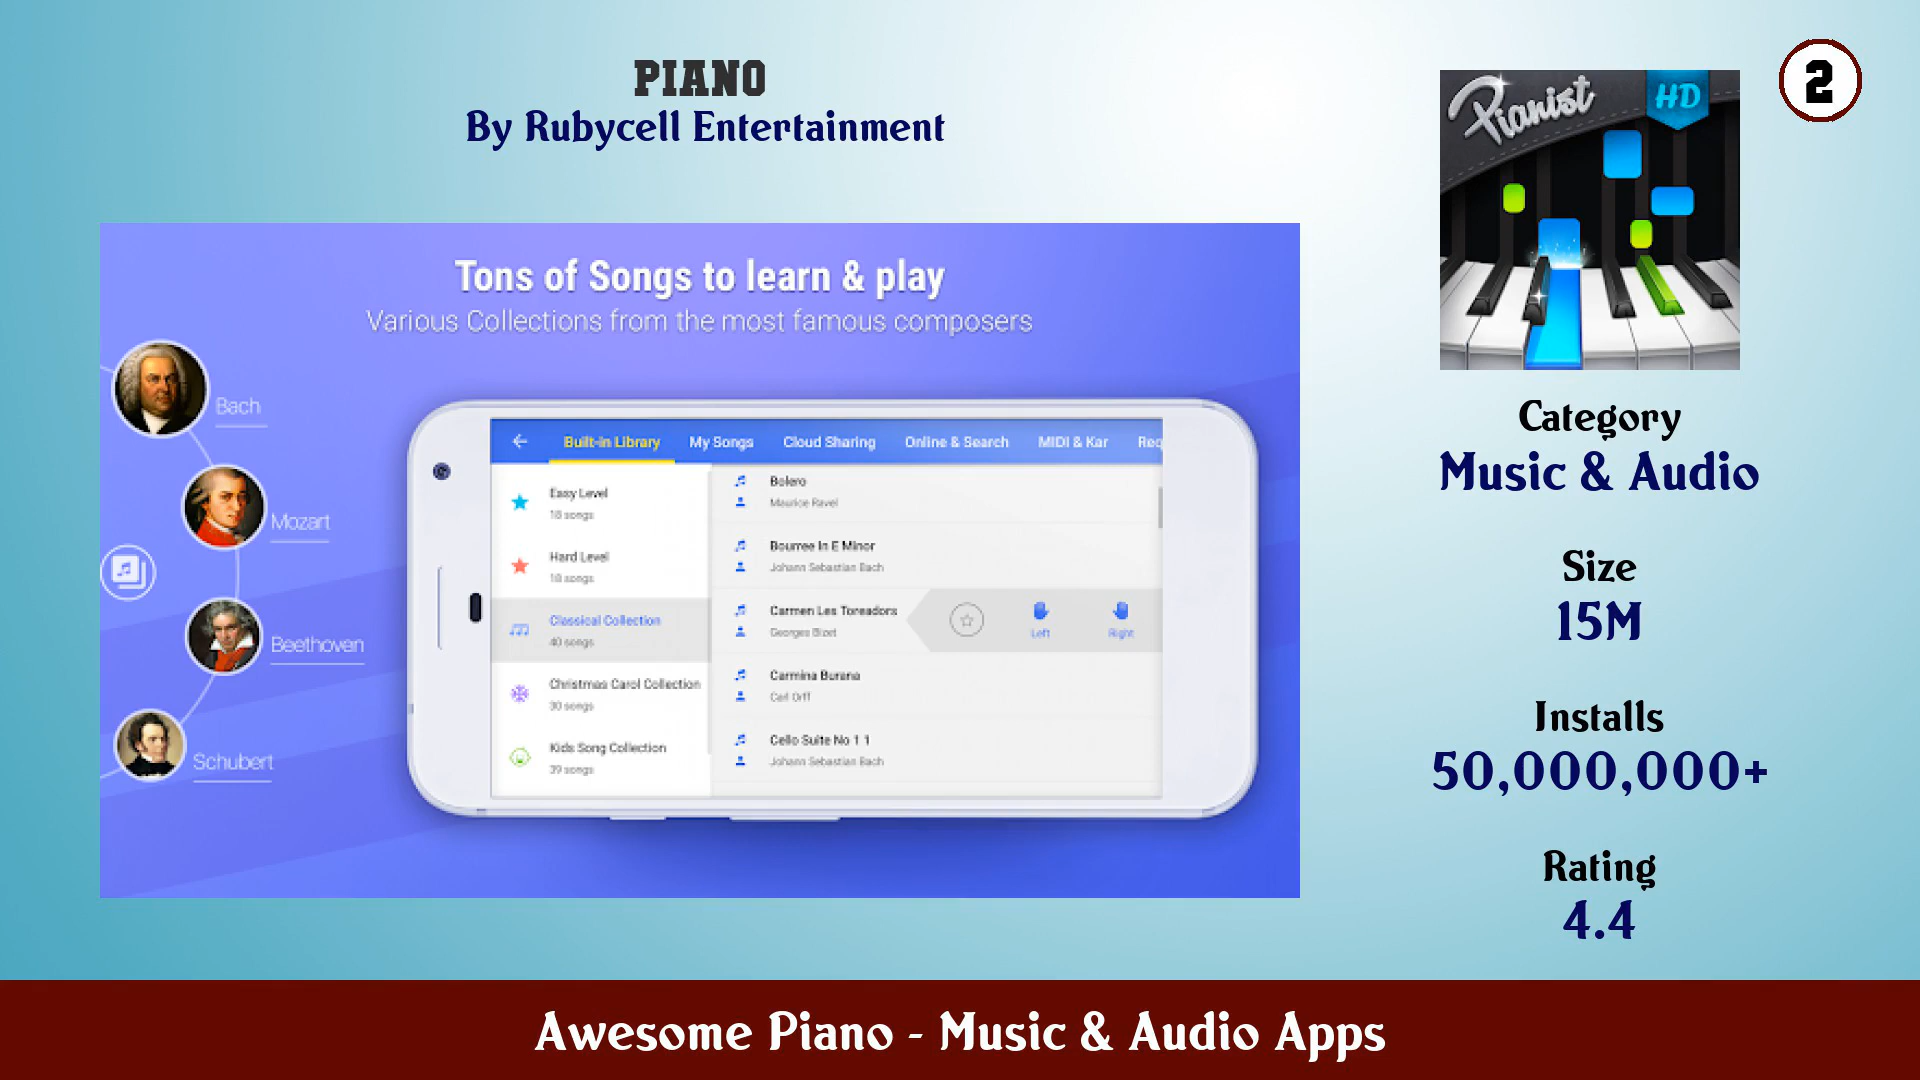 PIANO
By Rubycell Entertainment
Pianist
HD
2
Tons of Songs to learn & play
Various Collections from the most famous composers
Bach
Mozart
Beethoven
Schubert
Built-in Library
My Songs
Cloud Sharing
Online & Search
MIDI & Kar
Req
Easy Level
18 songs
Hard Level
18 songs
Classical Collection
40 songs
Christmas Carol Collection
30 songs
Kids Song Collection
39 songs
Bolero
Maurice Ravel
Bourree In E Minor
Johann Sebastian Bach
Carmen Les Toreadors
Georges Bizet
Left
Right
Carmina Burana
Carl Orff
Cello Suite No 1 1
Johann Sebastian Bach
Category
Music & Audio
Size
15M
Installs
50,000,000+
Rating
4.4
Awesome Piano - Music & Audio Apps